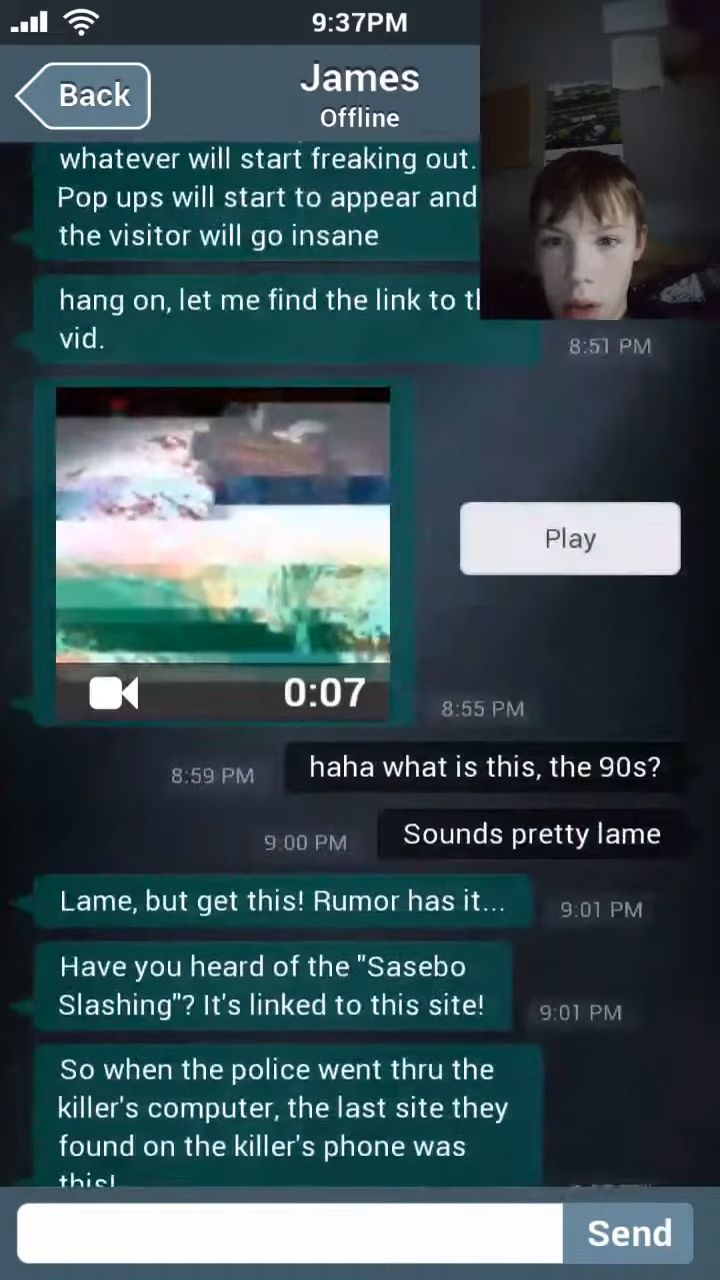 9:37PM
Back
James
Offline
whatever will start freaking out.
Pop ups will start to appear and
the visitor will go insane
hang on, let me find the link to
vid.
8:51 PM
Play
0:07
8:55 PM
8:59 PM
haha what is this, the 90s?
9:00 PM
Sounds pretty lame
Lame, but get this! Rumor has it...
9:01 PM
Have you heard of the "Sasebo
Slashing"? It's linked to this site!
9:01 PM
So when the police went thru the
killer's computer, the last site they
found on the killer's phone was
this!
Send